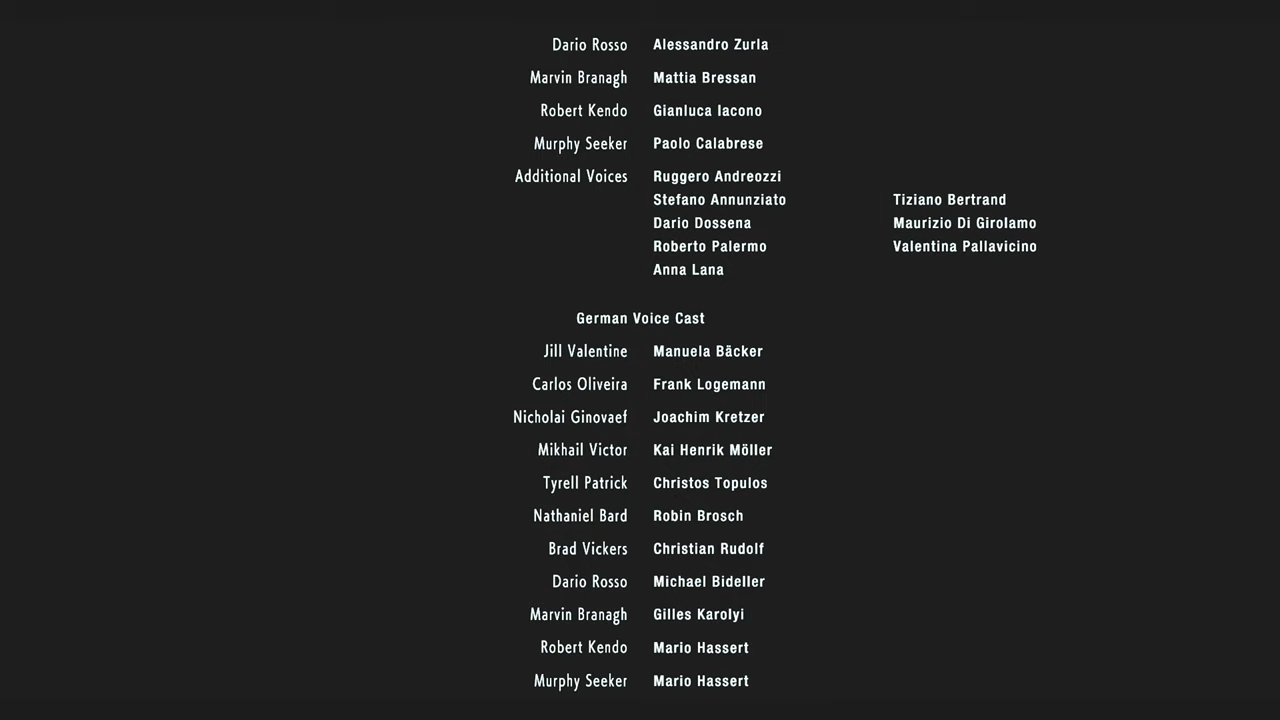 Dario Rosso Alessandro Zurla
Marvin Branagh Mattia Bressan
Robert Kendo Gianluca Iacono
Murphy Seeker Paolo Calabrese
Additional Voices Ruggero Andreozzi
Stefano Annunziato Tiziano Bertrand
Dario Dossena Maurizio Di Girolamo
Roberto Palermo Valentina Pallavicino
Anna Lana
German Voice Cast
Jill Valentine Manuela Bäcker
Carlos Oliveira Frank Logemann
Nicholai Ginovaef Joachim Kretzer
Mikhail Victor Kai Henrik Möller
Tyrell Patrick Christos Topulos
Nathaniel Bard Robin Brosch
Brad Vickers Christian Rudolf
Dario Rosso Michael Bideller
Marvin Branagh Gilles Karolyi
Robert Kendo Mario Hassert
Murphy Seeker Mario Hassert